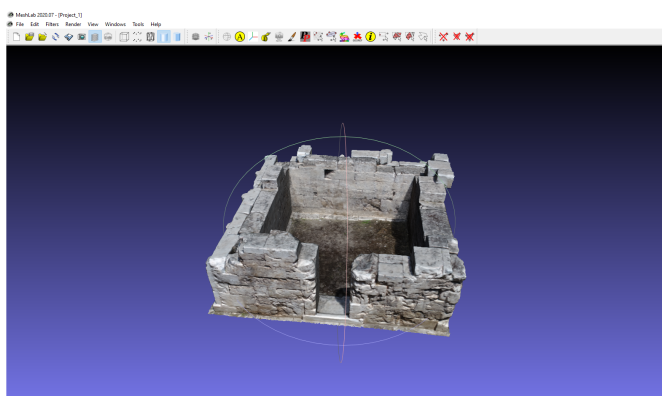 MeshLab 2020.07 - [Project_1]
File Edit Filters Render View Windows Tools Help
A
i